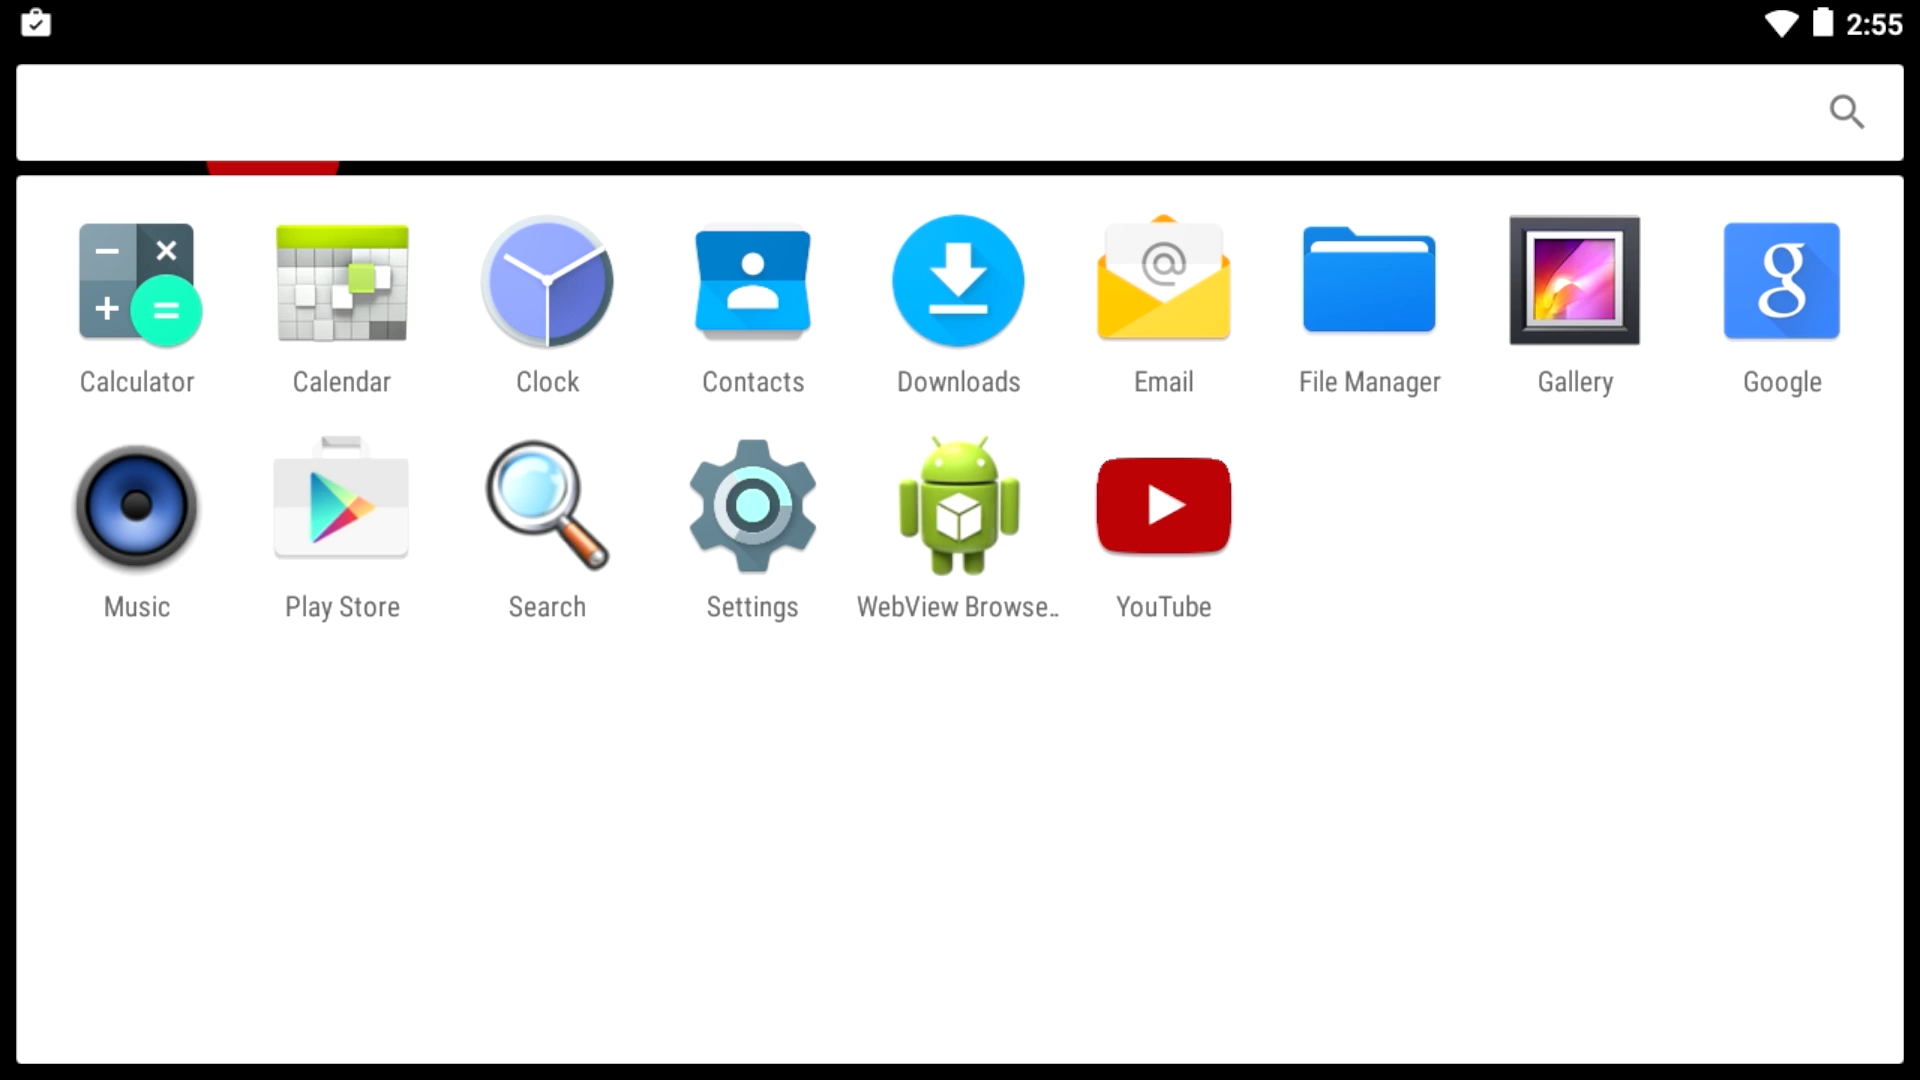 2:55
Calculator Calendar Clock Contacts Downloads Email File Manager Gallery Google
Music Play Store Search Settings WebView Browse.. YouTube